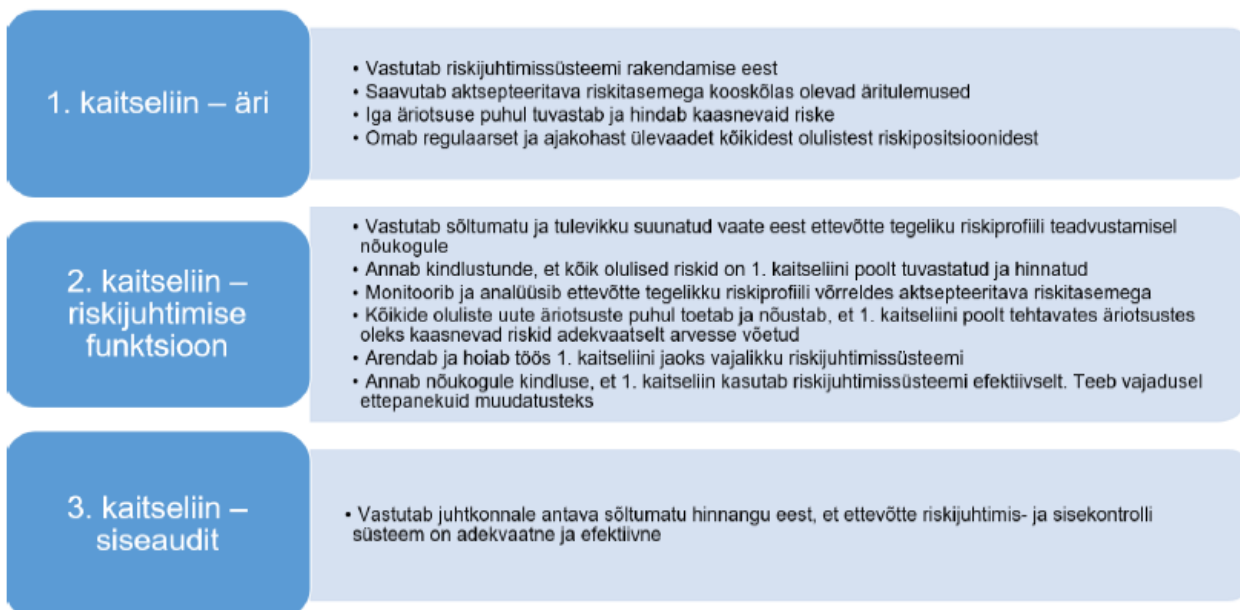 1. kaitseliin – äri
• Vastutab riskijuhtimissüsteemi rakendamise eest
• Saavutab aktsepteeritava riskitasemega kooskõlas olevad äritulemused
• Iga äriotsuse puhul tuvastab ja hindab kaasnevaid riske
• Omab regulaarset ja ajakohast ülevaadet kõikidest olulistest riskipositsioonidest
2. kaitseliin –
riskijuhtimise
funktsioon
• Vastutab sõltumatu ja tulevikku suunatud vaate eest ettevõtte tegeliku riskiprofiili teadvustamisel
nõukogule
• Annab kindlustunde, et kõik olulised riskid on 1. kaitseliini poolt tuvastatud ja hinnatud
• Monitoorib ja analüüsib ettevõtte tegelikku riskiprofiili võrreldes aktsepteeritava riskitasemega
• Kõikide oluliste uute äriotsuste puhul toetab ja nõustab, et 1. kaitseliini poolt tehtavates äriotsustes
oleks kaasnevad riskid adekvaatselt arvesse võetud
• Arendab ja hoiab töös 1. kaitseliini jaoks vajalikku riskijuhtimissüsteemi
• Annab nõukogule kindluse, et 1. kaitseliin kasutab riskijuhtimissüsteemi efektiivselt. Teeb vajadusel
ettepanekuid muudatusteks
3. kaitseliin –
siseaudit
• Vastutab juhtkonnale antava sõltumatu hinnangu eest, et ettevõtte riskijuhtimis- ja sisekontrolli
süsteem on adekvaatne ja efektiivne